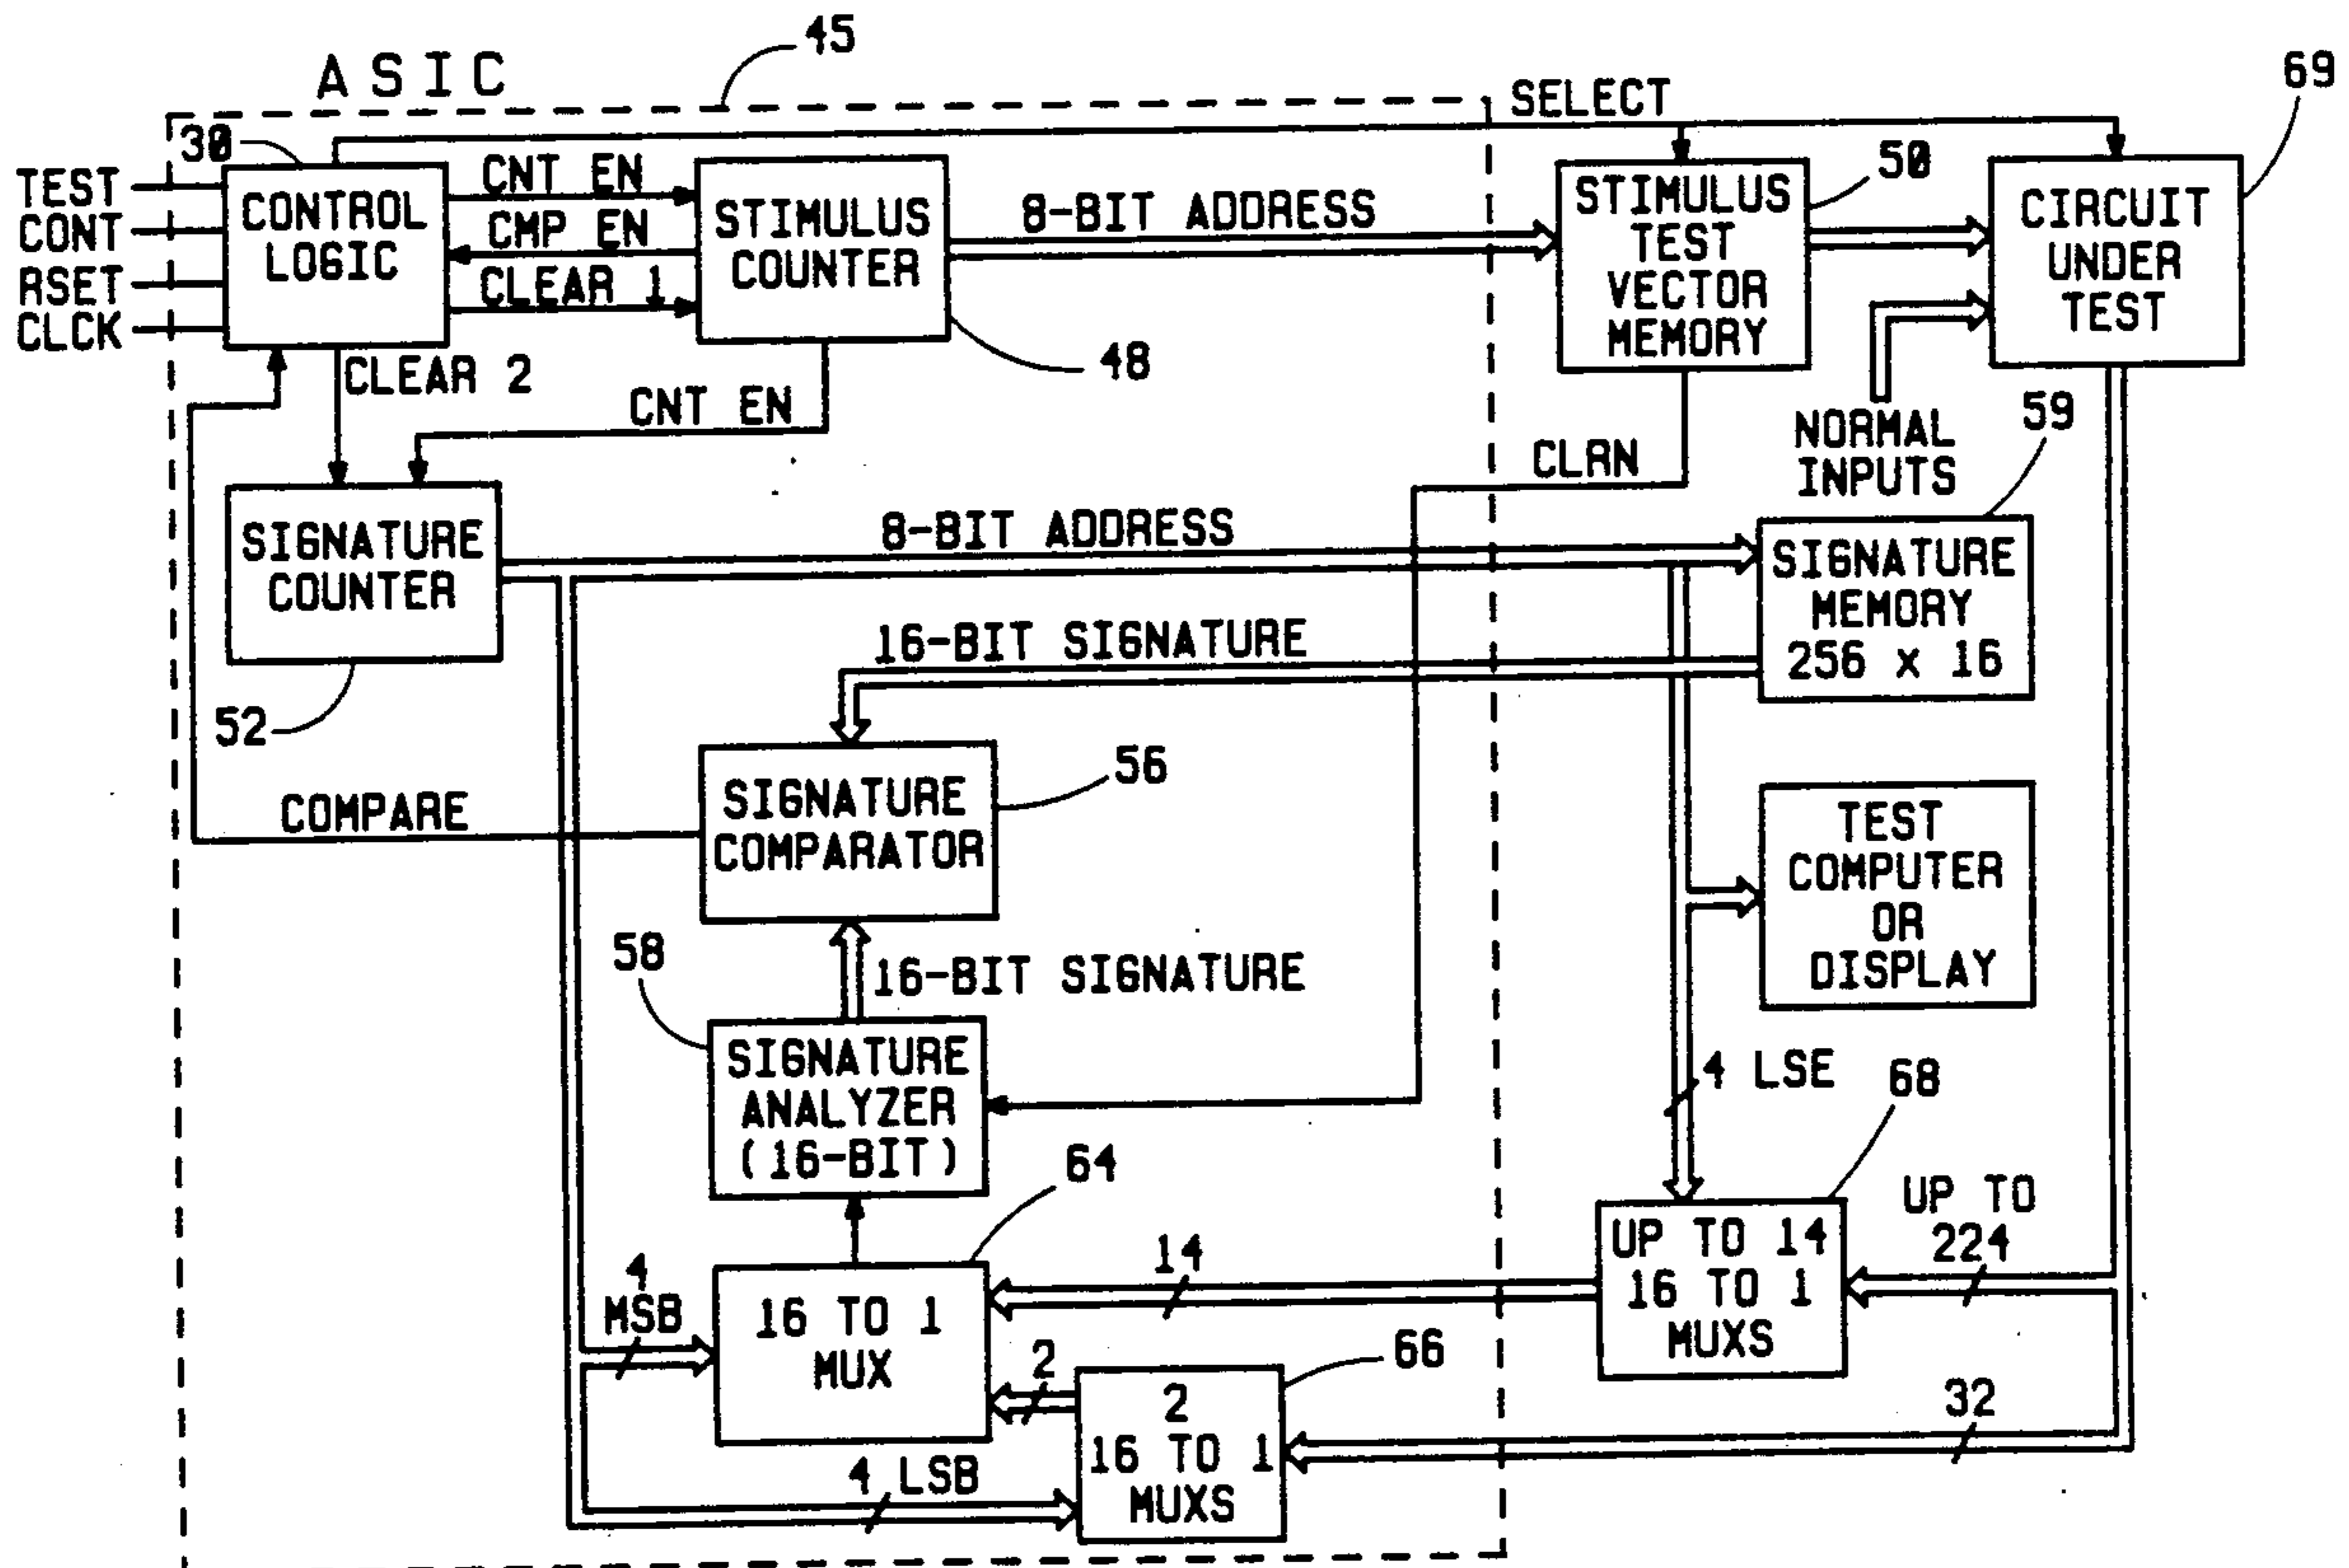 ASIC
45
SELECT
69
30
TEST
CONT
RSET
CLCK
CONTROL
LOGIC
CNT EN
CMP EN
CLEAR 1
STIMULUS
COUNTER
48
8-BIT ADDRESS
STIMULUS
TEST
VECTOR
MEMORY
50
CIRCUIT
UNDER
TEST
CLEAR 2
CNT EN
NORMAL
INPUTS
59
CLRN
SIGNATURE
COUNTER
52
8-BIT ADDRESS
SIGNATURE
MEMORY
256 x 16
16-BIT SIGNATURE
SIGNATURE
COMPARATOR
56
COMPARE
TEST
COMPUTER
OR
DISPLAY
58
16-BIT SIGNATURE
SIGNATURE
ANALYZER
(16-BIT)
4 LSE
68
64
UP TO
224
4
MSB
16 TO 1
MUX
14
UP TO 14
16 TO 1
MUXS
2
66
2
16 TO 1
MUXS
32
4 LSB